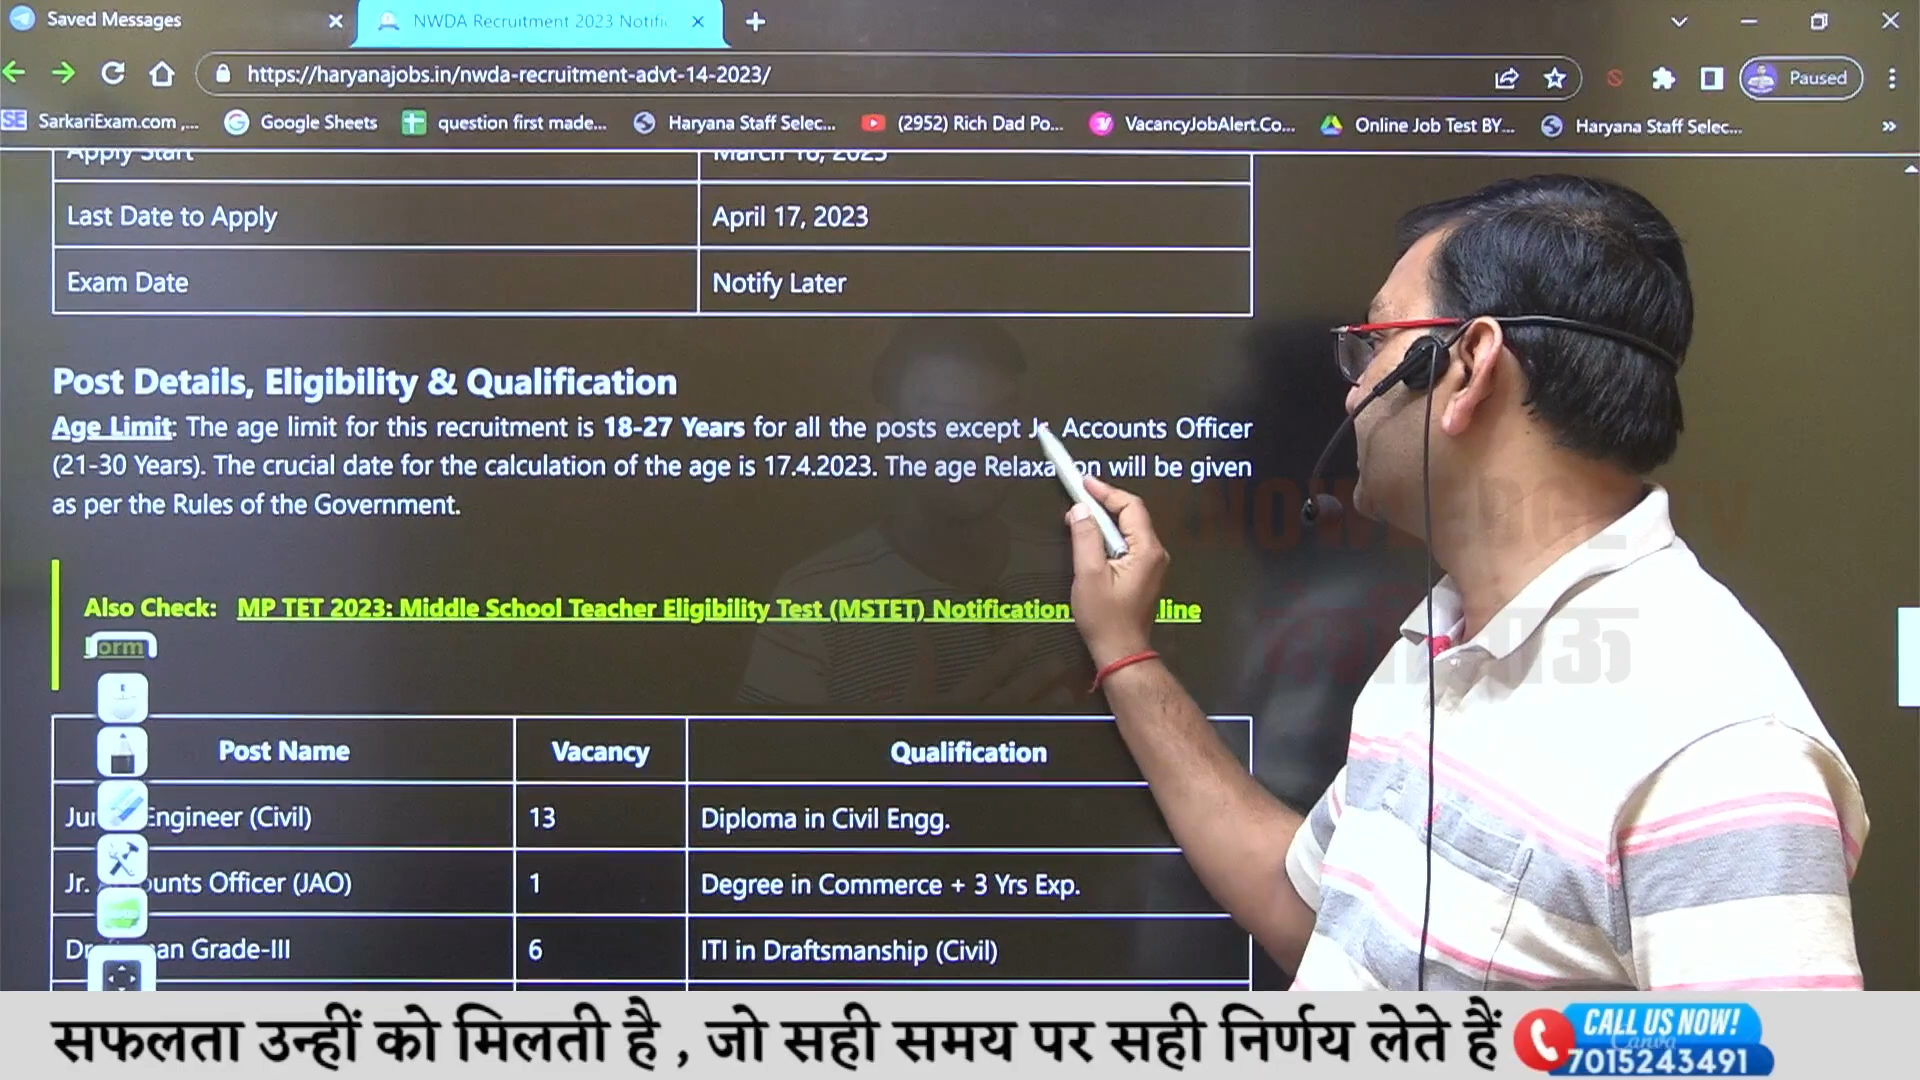 Saved Messages
NWDA Recruitment 2023 Notific
https://haryanajobs.in/nwda-recruitment-advt-14-2023/
Paused
SE SarkariExam.com ,...
Google Sheets
question first made...
Haryana Staff Selec...
(2952) Rich Dad Po...
VacancyJobAlert.Co...
Online Job Test BY...
Haryana Staff Selec...
Apply Start
Last Date to Apply April 17, 2023
Exam Date Notify Later
Post Details, Eligibility & Qualification
Age Limit: The age limit for this recruitment is 18-27 Years for all the posts except Jr. Accounts Officer
(21-30 Years). The crucial date for the calculation of the age is 17.4.2023. The age will be given
as per the Rules of the Government.
Also Check: MP TET 2023: Middle School Teacher Eligibility Test (MSTET) Notification
Post Name Vacancy Qualification
Engineer (Civil) 13 Diploma in Civil Engg.
Jr. Officer (JAO) 1 Degree in Commerce + 3 Yrs Exp.
Grade-III 6 ITI in Draftsmanship (Civil)
सफलता उन्हीं को मिलती है , जो सही समय पर सही निर्णय लेते हैं
CALL US NOW!
Canva
7015243491